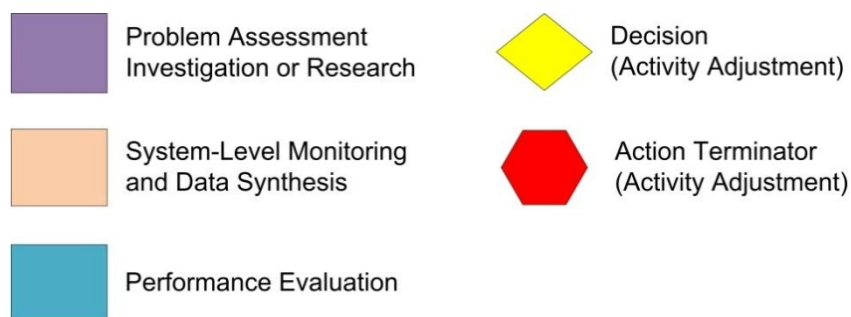 Problem Assessment
Investigation or Research
System-Level Monitoring
and Data Synthesis
Performance Evaluation
Decision
(Activity Adjustment)
Action Terminator
(Activity Adjustment)